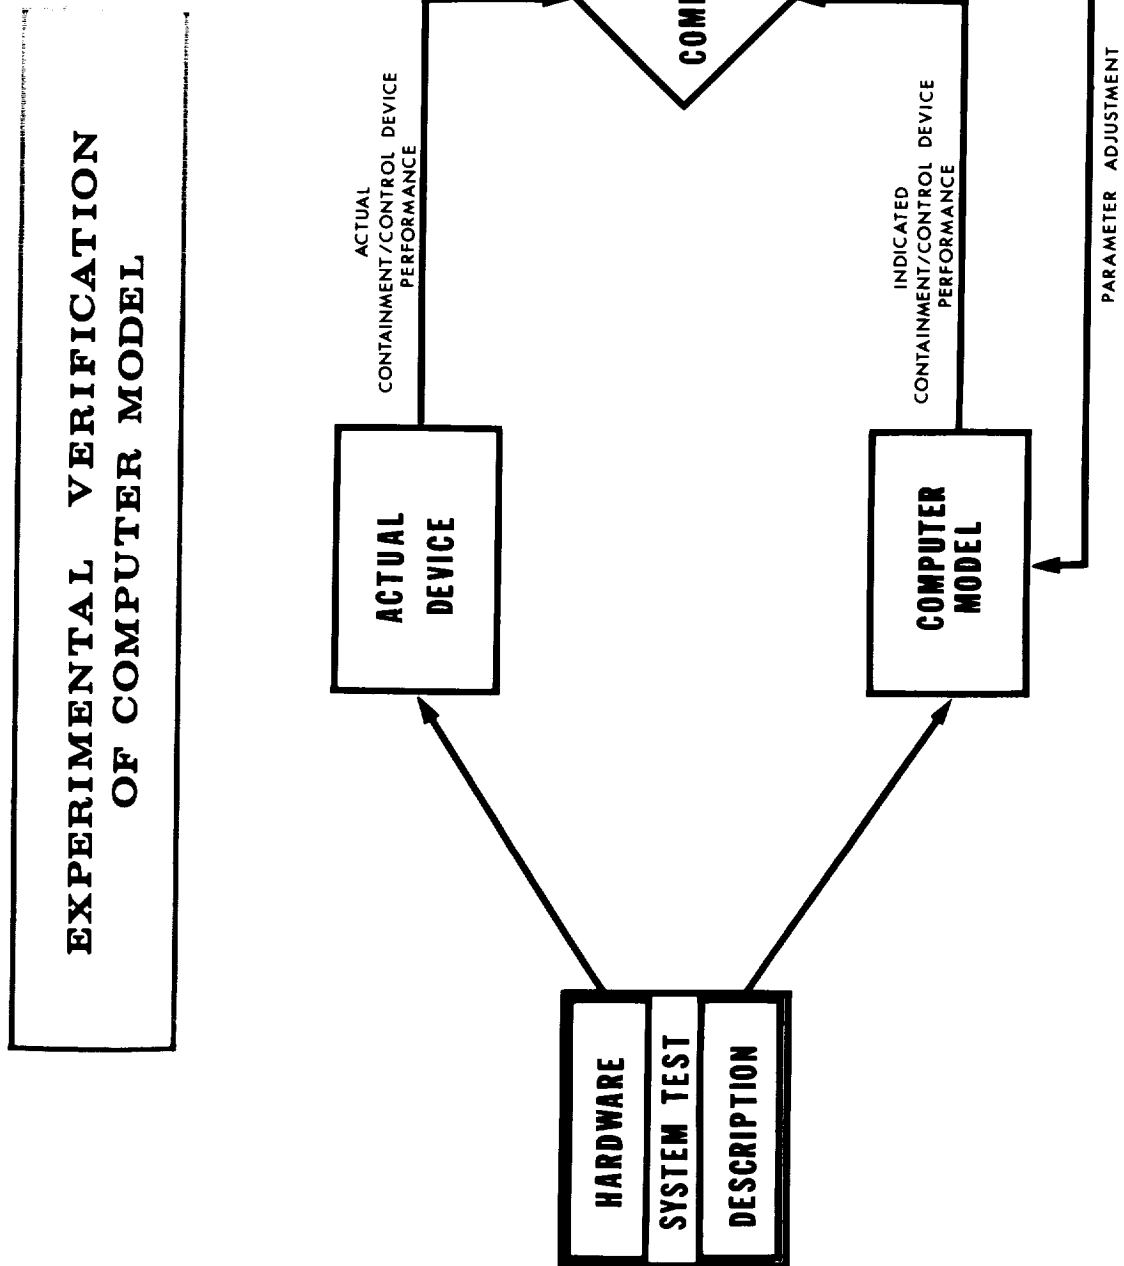 EXPERIMENTAL VERIFICATION
OF COMPUTER MODEL
HARDWARE
SYSTEM TEST
DESCRIPTION
ACTUAL
DEVICE
ACTUAL
CONTAINMENT/CONTROL DEVICE
PERFORMANCE
COMPUTER
MODEL
INDICATED
CONTAINMENT/CONTROL DEVICE
PERFORMANCE
PARAMETER ADJUSTMENT